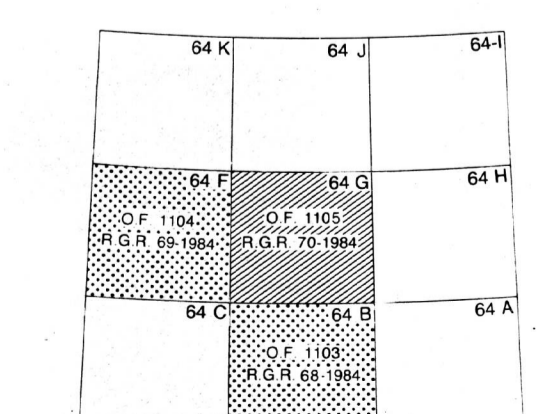 64 K
64 J
64-I
64 F
64 G
64 H
O.F. 1104
R.G.R. 69-1984
O.F. 1105
R.G.R. 70-1984
64 C
64 B
64 A
O.F. 1103
R.G.R. 68-1984